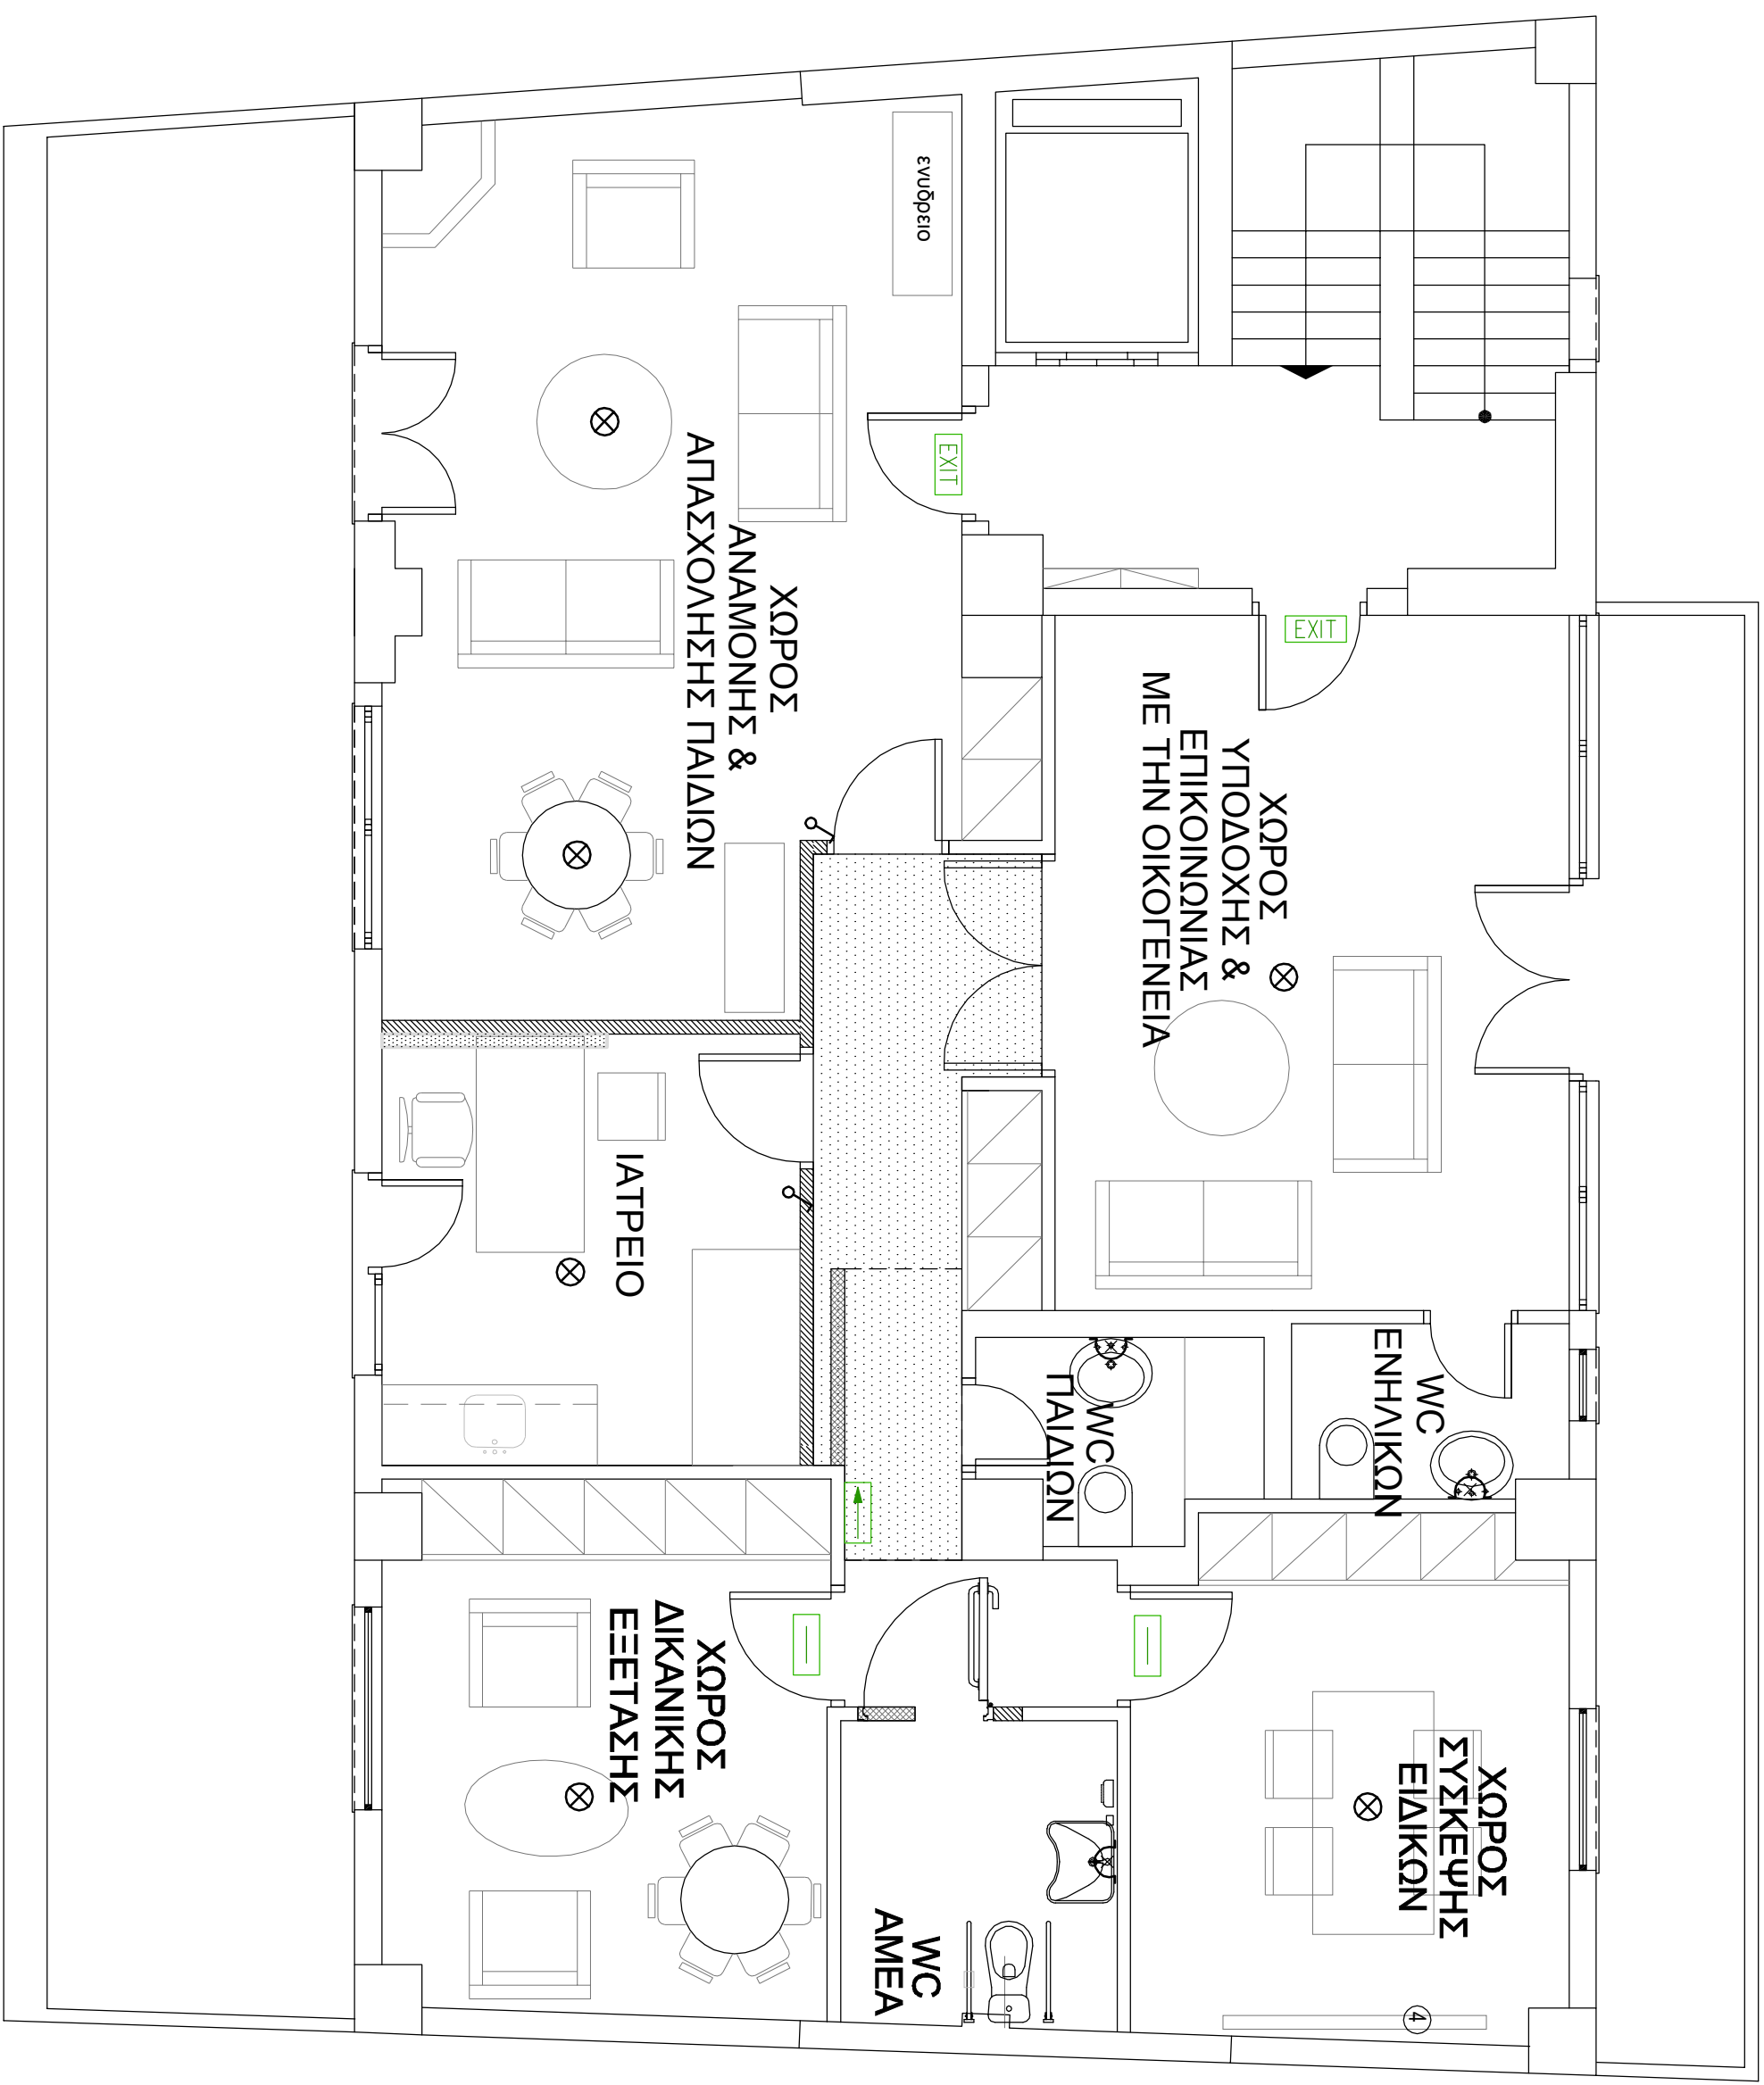 ενυδρειο
EXIT
ΧΩΡΟΣ
ΑΝΑΜΟΝΗΣ &
ΑΠΑΣΧΟΛΗΣΗΣ ΠΑΙΔΙΩΝ
EXIT
ΧΩΡΟΣ
ΥΠΟΔΟΧΗΣ &
ΕΠΙΚΟΙΝΩΝΙΑΣ
ΜΕ ΤΗΝ ΟΙΚΟΓΕΝΕΙΑ
ΙΑΤΡΕΙΟ
WC
ΕΝΗΛΙΚΩΝ
WC
ΠΑΙΔΙΩΝ
ΧΩΡΟΣ
ΔΙΚΑΝΙΚΗΣ
ΕΞΕΤΑΣΗΣ
WC
ΑΜΕΑ
ΧΩΡΟΣ
ΣΥΣΚΕΨΗΣ
ΕΙΔΙΚΩΝ
4